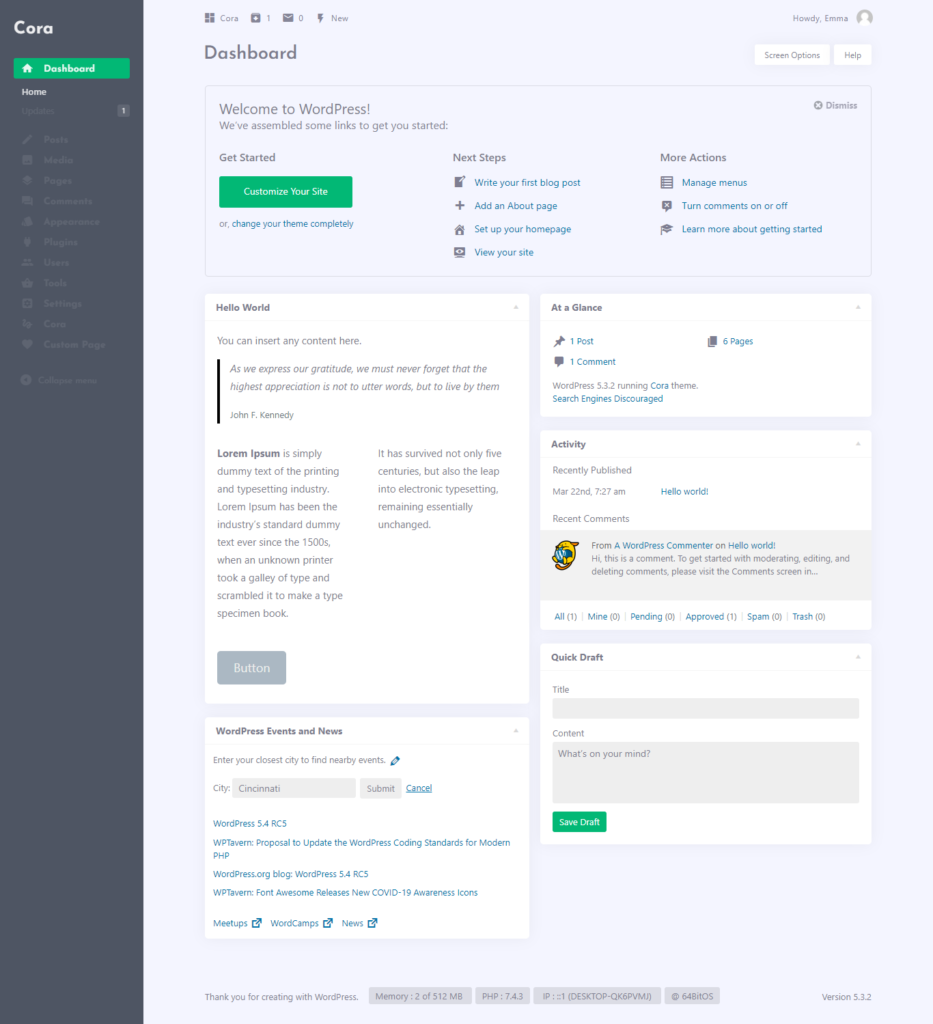 Cora
Dashboard
Home
Updates 1
Posts
Media
Pages
Comments
Appearance
Plugins
Users
Tools
Settings
Cora
Custom Page
Collapse menu
Cora 1 0 New
Howdy, Emma
Dashboard
Screen Options Help
Welcome to WordPress!
We've assembled some links to get you started:
Dismiss
Get Started
Customize Your Site
or, change your theme completely
Next Steps
Write your first blog post
Add an About page
Set up your homepage
View your site
More Actions
Manage menus
Turn comments on or off
Learn more about getting started
Hello World
You can insert any content here.
As we express our gratitude, we must never forget that the
highest appreciation is not to utter words, but to live by them
John F. Kennedy
Lorem Ipsum is simply
dummy text of the printing
and typesetting industry.
Lorem Ipsum has been the
industry's standard dummy
text ever since the 1500s,
when an unknown printer
took a galley of type and
scrambled it to make a type
specimen book.
It has survived not only five
centuries, but also the leap
into electronic typesetting,
remaining essentially
unchanged.
Button
WordPress Events and News
Enter your closest city to find nearby events.
City: Cincinnati Submit Cancel
WordPress 5.4 RC5
WPTavern: Proposal to Update the WordPress Coding Standards for Modern
PHP
WordPress.org blog: WordPress 5.4 RC5
WPTavern: Font Awesome Releases New COVID-19 Awareness Icons
Meetups WordCamps News
At a Glance
1 Post 6 Pages
1 Comment
WordPress 5.3.2 running Cora theme.
Search Engines Discouraged
Activity
Recently Published
Mar 22nd, 7:27 am Hello world!
Recent Comments
From A WordPress Commenter on Hello world!
Hi, this is a comment. To get started with moderating, editing, and
deleting comments, please visit the Comments screen in...
All (1) | Mine (0) | Pending (0) | Approved (1) | Spam (0) | Trash (0)
Quick Draft
Title
Content
What's on your mind?
Save Draft
Thank you for creating with WordPress. Memory : 2 of 512 MB PHP : 7.4.3 IP : ::1 (DESKTOP-QK6PVMJ) @ 64BitOS Version 5.3.2